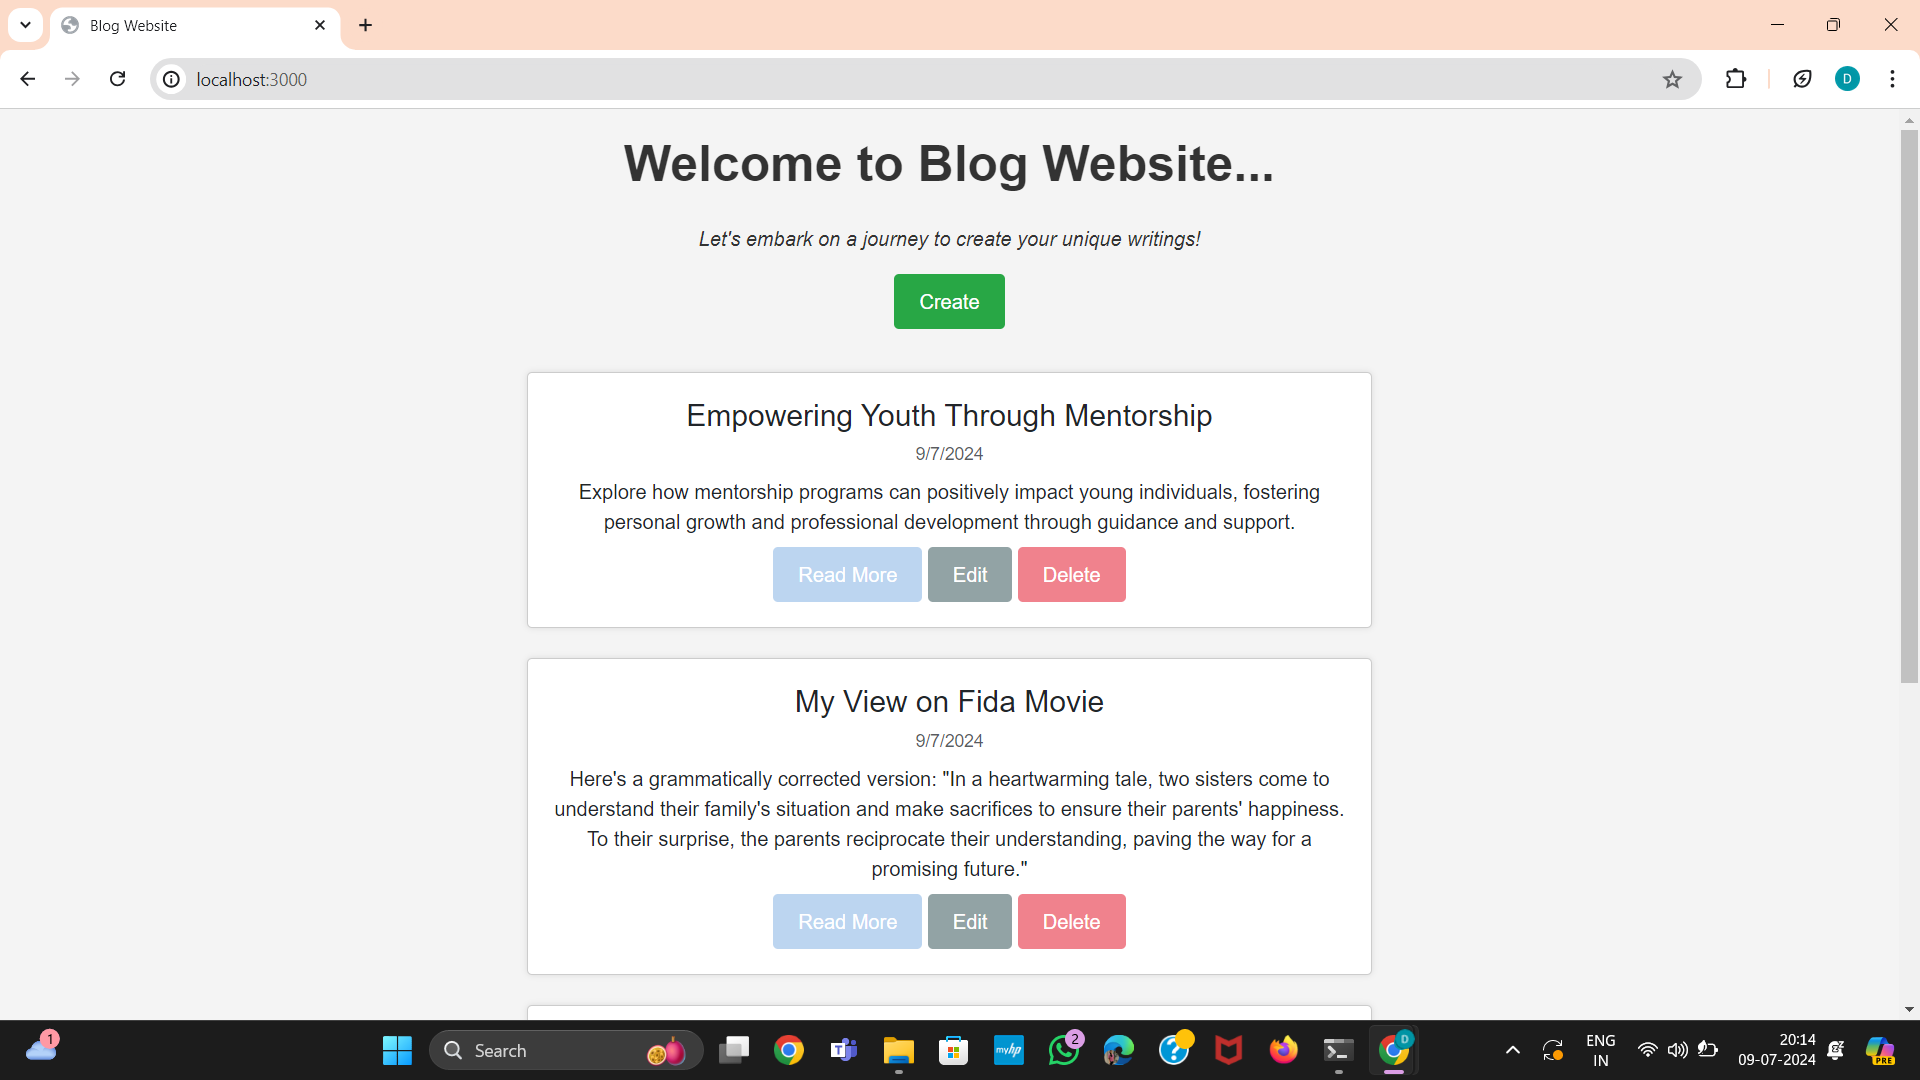 Blog Website
localhost:3000
D
Welcome to Blog Website...
Let's embark on a journey to create your unique writings!
Create
Empowering Youth Through Mentorship
9/7/2024
Explore how mentorship programs can positively impact young individuals, fostering
personal growth and professional development through guidance and support.
Read More Edit Delete
My View on Fida Movie
9/7/2024
Here's a grammatically corrected version: "In a heartwarming tale, two sisters come to
understand their family's situation and make sacrifices to ensure their parents' happiness.
To their surprise, the parents reciprocate their understanding, paving the way for a
promising future."
Read More Edit Delete
1
Search
myhp
2
D
ENG
IN
20:14
09-07-2024
PRE